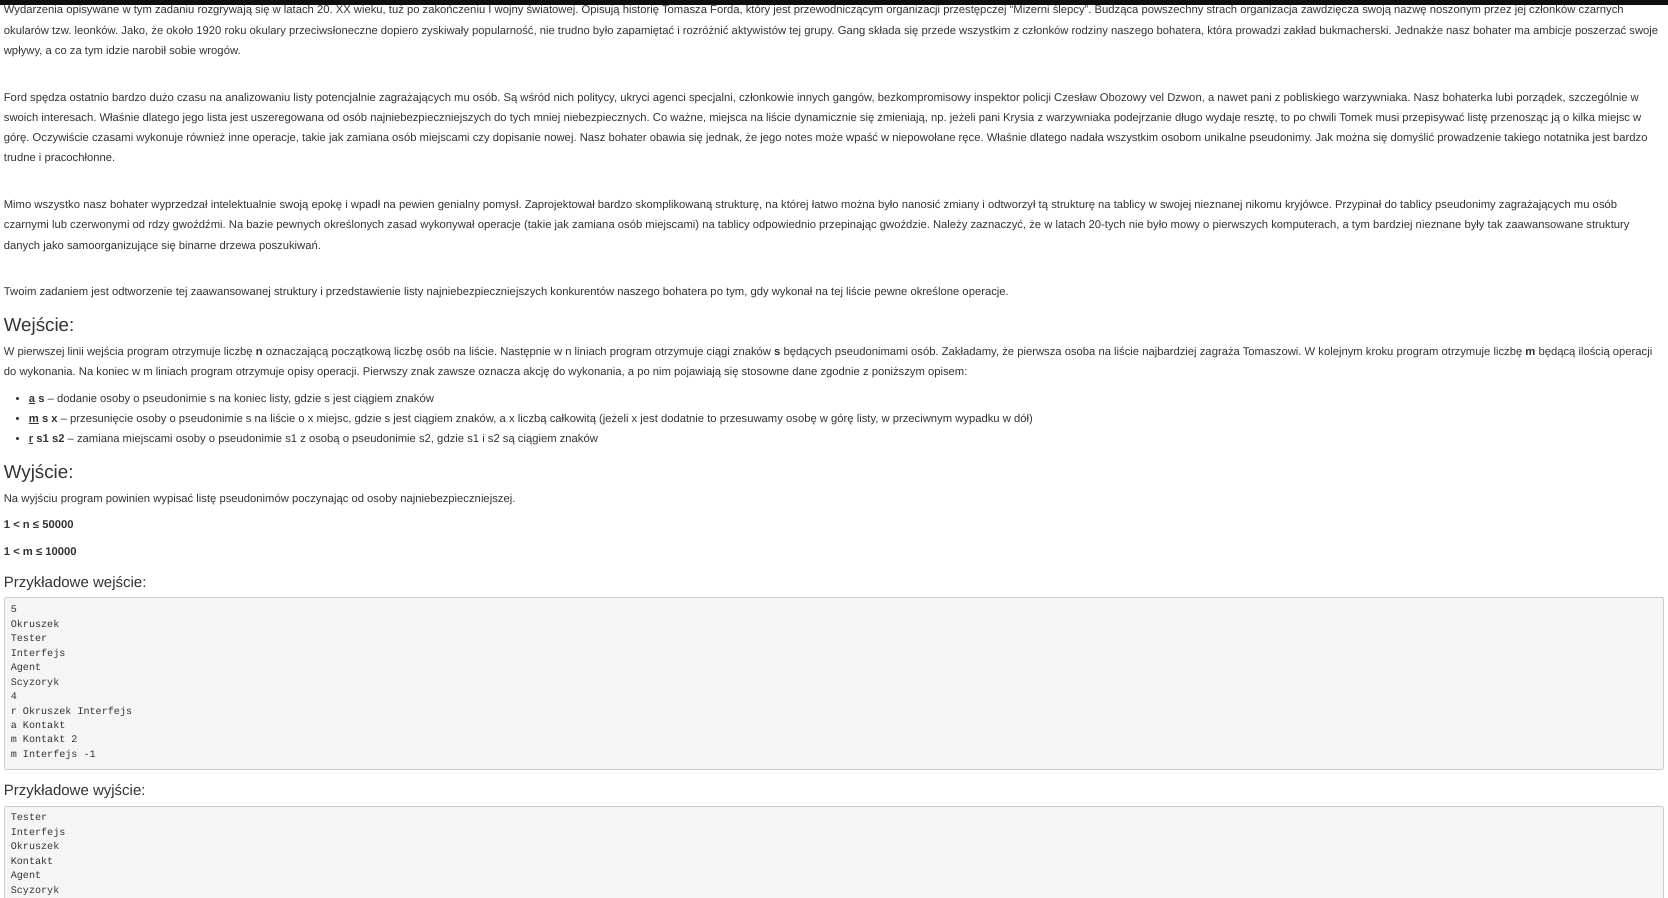 Wydarzenia opisywane w tym zadaniu rozgrywają się w latach 20. XX wieku, tuż po zakończeniu I wojny światowej. Opisują historię Tomasza Forda, który jest przewodniczącym organizacji przestępczej "Mizerni ślepcy". Budząca powszechny strach organizacja zawdzięcza swoją nazwę noszonym przez jej członków czarnych
okularów tzw. leonków. Jako, że około 1920 roku okulary przeciwsłoneczne dopiero zyskiwały popularność, nie trudno było zapamiętać i rozróżnić aktywistów tej grupy. Gang składa się przede wszystkim z członków rodziny naszego bohatera, która prowadzi zakład bukmacherski. Jednakże nasz bohater ma ambicje poszerzać swoje
wpływy, a co za tym idzie narobił sobie wrogów.
Ford spędza ostatnio bardzo dużo czasu na analizowaniu listy potencjalnie zagrażających mu osób. Są wśród nich politycy, ukryci agenci specjalni, członkowie innych gangów, bezkompromisowy inspektor policji Czesław Obozowy vel Dzwon, a nawet pani z pobliskiego warzywniaka. Nasz bohaterka lubi porządek, szczególnie w
swoich interesach. Właśnie dlatego jego lista jest uszeregowana od osób najniebezpieczniejszych do tych mniej niebezpiecznych. Co ważne, miejsca na liście dynamicznie się zmieniają, np. jeżeli pani Krysia z warzywniaka podejrzanie długo wydaje resztę, to po chwili Tomek musi przepisywać listę przenosząc ją o kilka miejsc w
górę. Oczywiście czasami wykonuje również inne operacje, takie jak zamiana osób miejscami czy dopisanie nowej. Nasz bohater obawia się jednak, że jego notes może wpaść w niepowołane ręce. Właśnie dlatego nadała wszystkim osobom unikalne pseudonimy. Jak można się domyślić prowadzenie takiego notatnika jest bardzo
trudne i pracochłonne.
Mimo wszystko nasz bohater wyprzedzał intelektualnie swoją epokę i wpadł na pewien genialny pomysł. Zaprojektował bardzo skomplikowaną strukturę, na której łatwo można było nanosić zmiany i odtworzył tą strukturę na tablicy w swojej nieznanej nikomu kryjówce. Przypinał do tablicy pseudonimy zagrażających mu osób
czarnymi lub czerwonymi od rdzy gwoźdźmi. Na bazie pewnych określonych zasad wykonywał operacje (takie jak zamiana osób miejscami) na tablicy odpowiednio przepinając gwoździe. Należy zaznaczyć, że w latach 20-tych nie było mowy o pierwszych komputerach, a tym bardziej nieznane były tak zaawansowane struktury
danych jako samoorganizujące się binarne drzewa poszukiwań.
Twoim zadaniem jest odtworzenie tej zaawansowanej struktury i przedstawienie listy najniebezpieczniejszych konkurentów naszego bohatera po tym, gdy wykonał na tej liście pewne określone operacje.
Wejście:
W pierwszej linii wejścia program otrzymuje liczbę n oznaczającą początkową liczbę osób na liście. Następnie w n liniach program otrzymuje ciągi znaków s będących pseudonimami osób. Zakładamy, że pierwsza osoba na liście najbardziej zagraża Tomaszowi. W kolejnym kroku program otrzymuje liczbę m będącą ilością operacji
do wykonania. Na koniec w m liniach program otrzymuje opisy operacji. Pierwszy znak zawsze oznacza akcję do wykonania, a po nim pojawiają się stosowne dane zgodnie z poniższym opisem:
• a s – dodanie osoby o pseudonimie s na koniec listy, gdzie s jest ciągiem znaków
• m s x – przesunięcie osoby o pseudonimie s na liście o x miejsc, gdzie s jest ciągiem znaków, a x liczbą całkowitą (jeżeli x jest dodatnie to przesuwamy osobę w górę listy, w przeciwnym wypadku w dół)
• r s1 s2 – zamiana miejscami osoby o pseudonimie s1 z osobą o pseudonimie s2, gdzie s1 i s2 są ciągiem znaków
Wyjście:
Na wyjściu program powinien wypisać listę pseudonimów poczynając od osoby najniebezpieczniejszej.
1 < n ≤ 50000
1 < m ≤ 10000
Przykładowe wejście:
5
Okruszek
Tester
Interfejs
Agent
Scyzoryk
4
r Okruszek Interfejs
a Kontakt
m Kontakt 2
m Interfejs -1
Przykładowe wyjście:
Tester
Interfejs
Okruszek
Kontakt
Agent
Scyzoryk